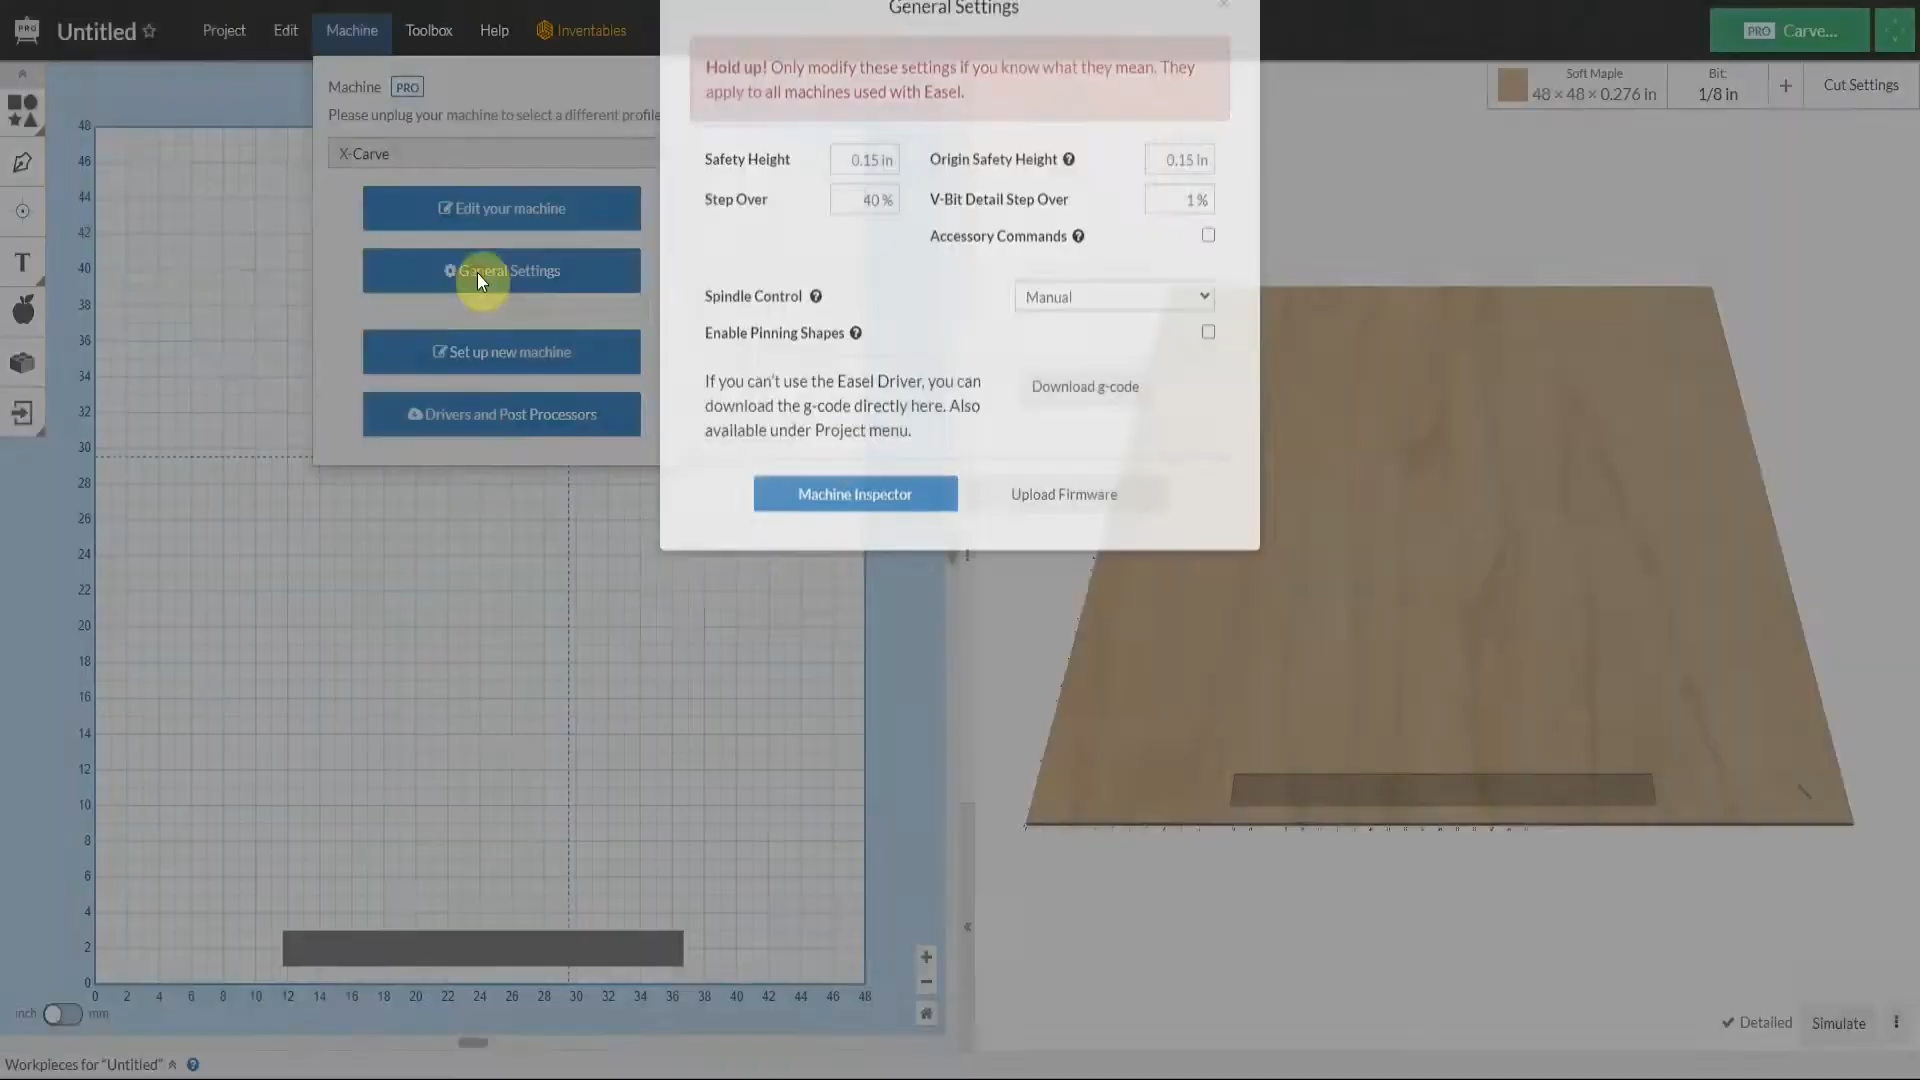 PRO Untitled Project Edit Machine Toolbox Help Inventables
PRO Carve...
General Settings
Hold up! Only modify these settings if you know what they mean. They
apply to all machines used with Easel.
Safety Height 0.15 in Origin Safety Height 0.15 In
Step Over 40 % V-Bit Detail Step Over 1 %
Accessory Commands
Spindle Control Manual
Enable Pinning Shapes
If you can't use the Easel Driver, you can
download the g-code directly here. Also
available under Project menu.
Download g-code
Machine Inspector Upload Firmware
Machine PRO
Please unplug your machine to select a different profile
X-Carve
Edit your machine
General Settings
Set up new machine
Drivers and Post Processors
Soft Maple
48 × 48 × 0.276 in
Bit:
1/8 in
+
Cut Settings
T
48
46
44
42
40
38
36
34
32
30
28
26
24
22
20
18
16
14
12
10
8
6
4
2
0
0 2 4 6 8 10 12 14 16 18 20 22 24 26 28 30 32 34 36 38 40 42 44 46 48
inch mm
Detailed Simulate
Workpieces for "Untitled"